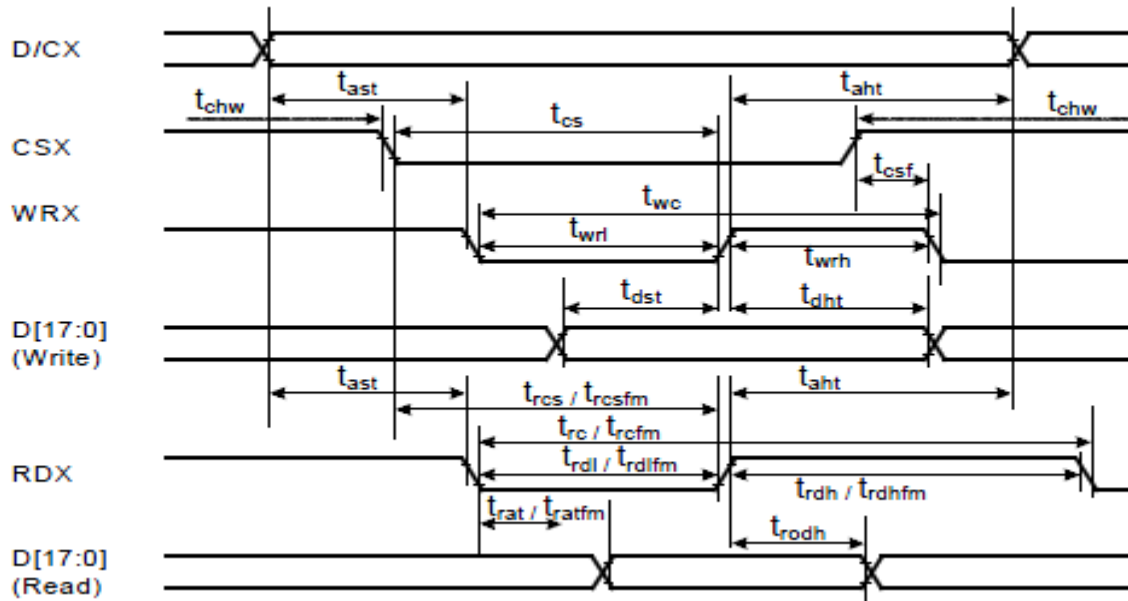 D/CX
t_ast
t_aht
t_chw
t_chw
t_cs
CSX
t_csf
WRX
t_wc
t_wrl
t_wrh
t_dst
t_dht
D[17:0]
(Write)
t_ast
t_aht
t_rcs / t_rcsfm
t_rc / t_rcfm
RDX
t_rdl / t_rdlfm
t_rdh / t_rdhfm
t_rat / t_ratfm
t_rodh
D[17:0]
(Read)